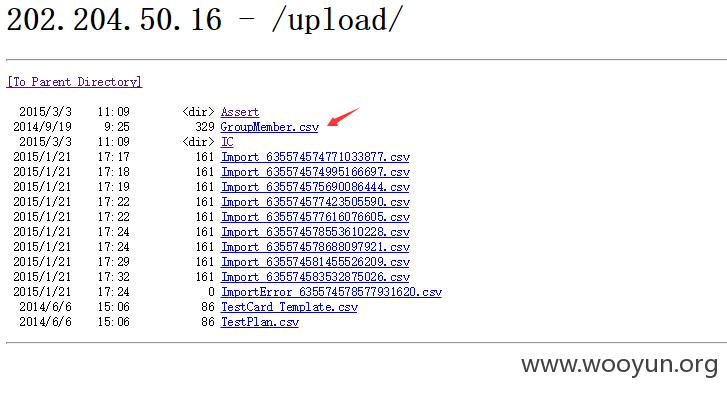 202.204.50.16 - /upload/
[To Parent Directory]
2015/3/3 11:09 <dir> Assert
2014/9/19 9:25 329 GroupMember.csv
2015/3/3 11:09 <dir> IC
2015/1/21 17:17 161 Import_635574574771033877.csv
2015/1/21 17:18 161 Import_635574574995166697.csv
2015/1/21 17:19 161 Import_635574575690086444.csv
2015/1/21 17:22 161 Import_635574577423505590.csv
2015/1/21 17:22 161 Import_635574577616076605.csv
2015/1/21 17:24 161 Import_635574578553610228.csv
2015/1/21 17:24 161 Import_635574578688097921.csv
2015/1/21 17:29 161 Import_635574581455526209.csv
2015/1/21 17:32 161 Import_635574583532875026.csv
2015/1/21 17:24 0 ImportError_635574578577931620.csv
2014/6/6 15:06 86 TestCard_Template.csv
2014/6/6 15:06 86 TestPlan.csv
www.wooyun.org